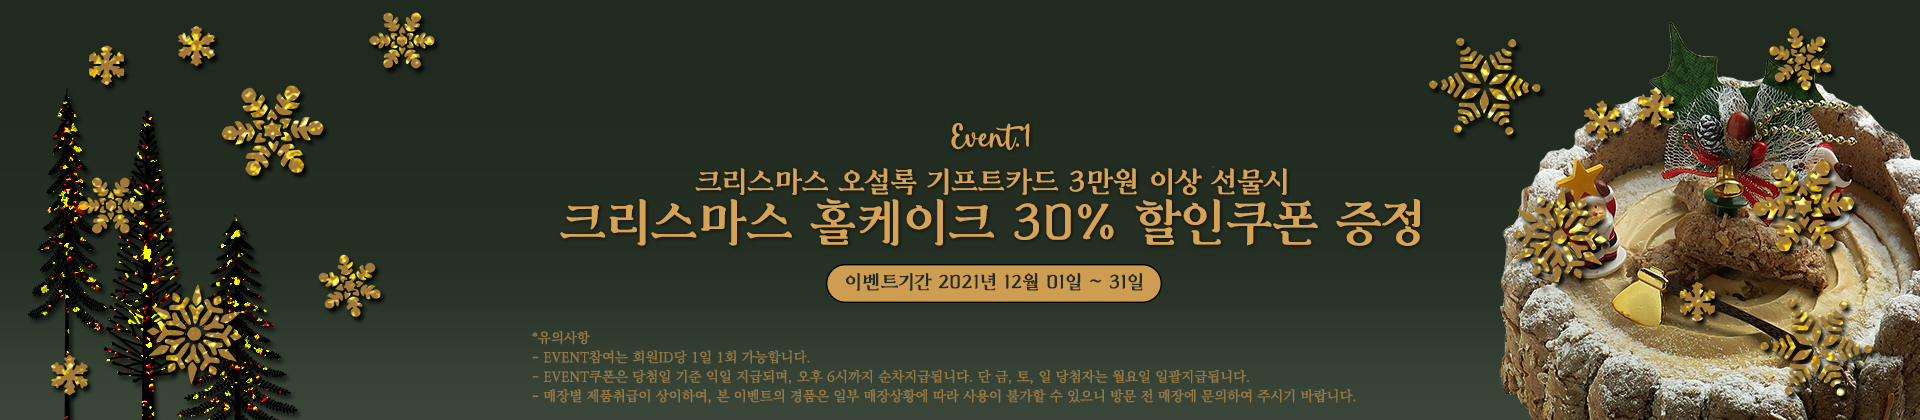 Event.1
크리스마스 오설록 기프트카드 3만원 이상 선물시
크리스마스 홀케이크 30% 할인쿠폰 증정
이벤트기간 2021년 12월 01일 ~ 31일
*유의사항
- EVENT참여는 회원ID당 1일 1회 가능합니다.
- EVENT쿠폰은 당첨일 기준 익일 지급되며, 오후 6시까지 순차지급됩니다. 단 금, 토, 일 당첨자는 월요일 일괄지급됩니다.
- 매장별 제품취급이 상이하여, 본 이벤트의 경품은 일부 매장상황에 따라 사용이 불가할 수 있으니 방문 전 매장에 문의하여 주시기 바랍니다.